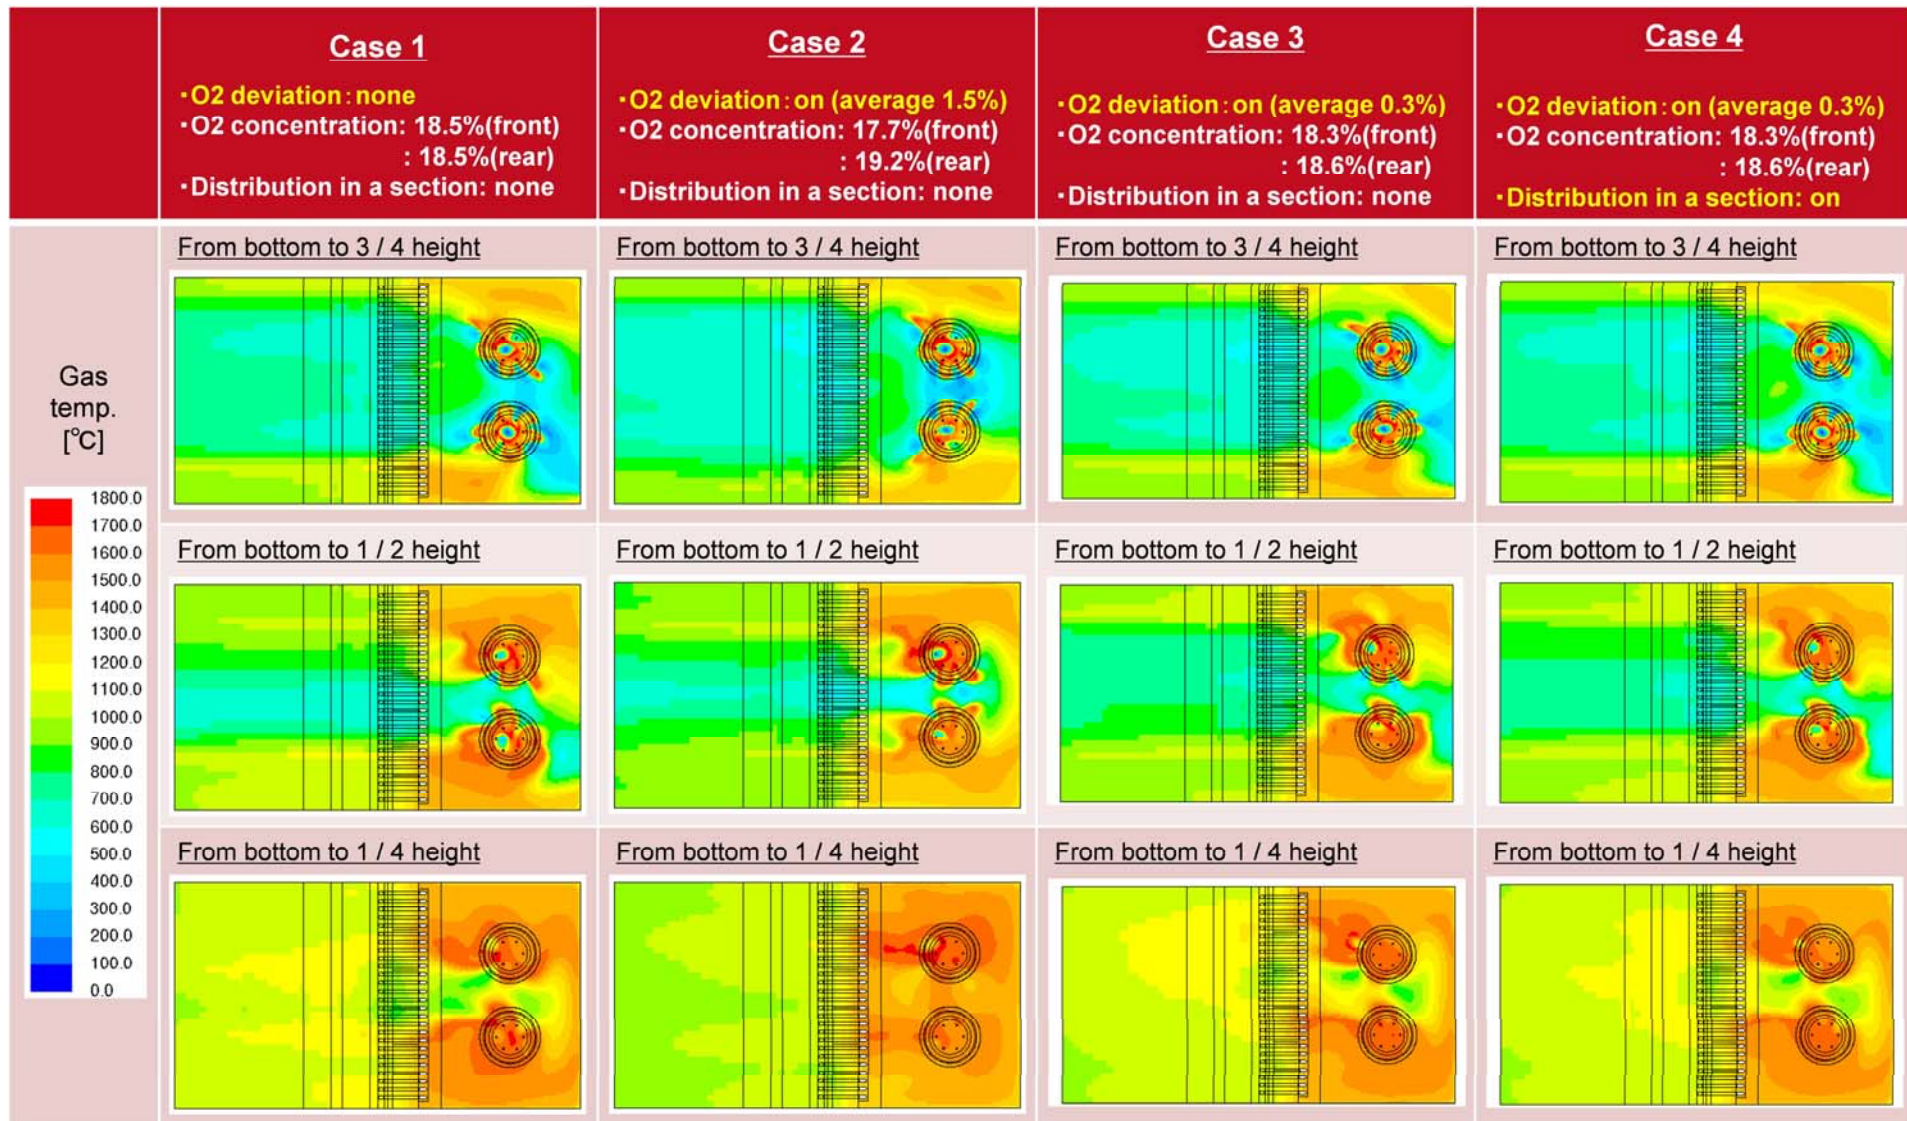 Case 1
・O2 deviation：none
・O2 concentration: 18.5%(front)
: 18.5%(rear)
・Distribution in a section: none
Case 2
・O2 deviation：on (average 1.5%)
・O2 concentration: 17.7%(front)
: 19.2%(rear)
・Distribution in a section: none
Case 3
・O2 deviation：on (average 0.3%)
・O2 concentration: 18.3%(front)
: 18.6%(rear)
・Distribution in a section: none
Case 4
・O2 deviation：on (average 0.3%)
・O2 concentration: 18.3%(front)
: 18.6%(rear)
・Distribution in a section: on
Gas
temp.
[°C]
1800.0
1700.0
1600.0
1500.0
1400.0
1300.0
1200.0
1100.0
1000.0
900.0
800.0
700.0
600.0
500.0
400.0
300.0
200.0
100.0
0.0
From bottom to 3 / 4 height
From bottom to 3 / 4 height
From bottom to 3 / 4 height
From bottom to 3 / 4 height
From bottom to 1 / 2 height
From bottom to 1 / 2 height
From bottom to 1 / 2 height
From bottom to 1 / 2 height
From bottom to 1 / 4 height
From bottom to 1 / 4 height
From bottom to 1 / 4 height
From bottom to 1 / 4 height